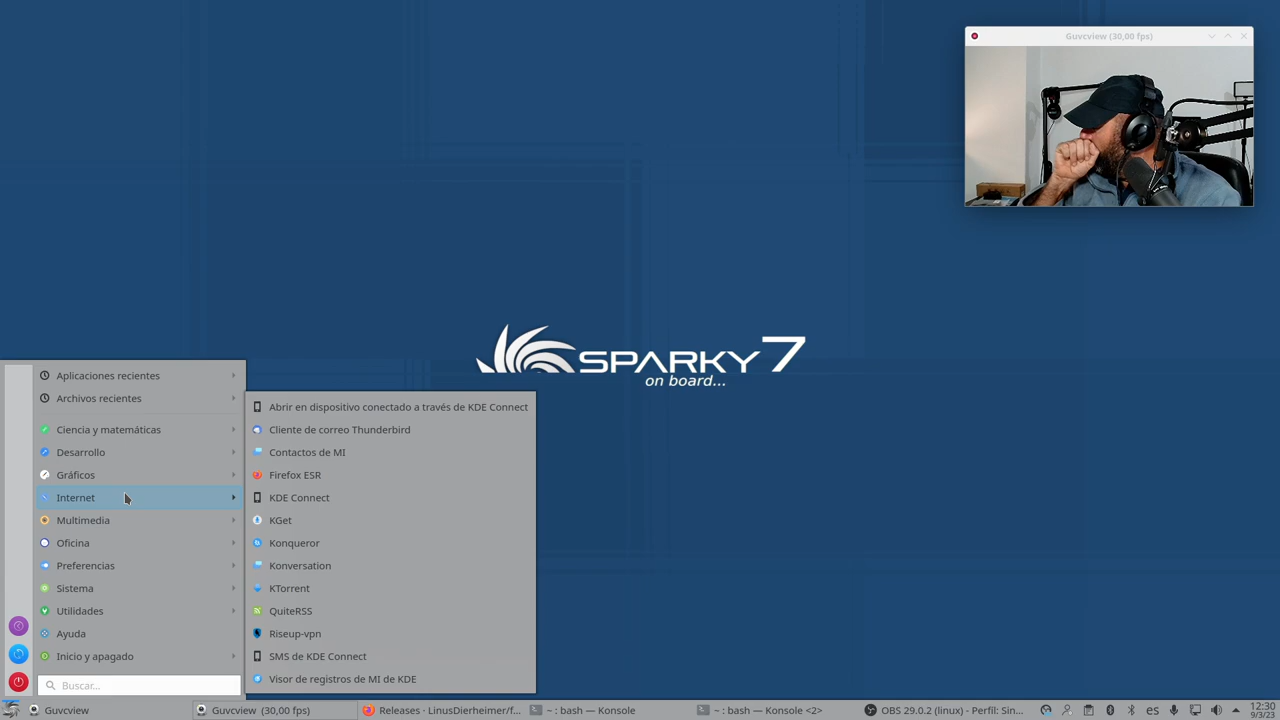 Guvcview (30,00 fps)
SPARKY 7
on board...
Aplicaciones recientes
Archivos recientes
Ciencia y matemáticas
Desarrollo
Gráficos
Internet
Multimedia
Oficina
Preferencias
Sistema
Utilidades
Ayuda
Inicio y apagado
Buscar...
Abrir en dispositivo conectado a través de KDE Connect
Cliente de correo Thunderbird
Contactos de MI
Firefox ESR
KDE Connect
KGet
Konqueror
Konversation
KTorrent
QuiteRSS
Riseup-vpn
SMS de KDE Connect
Visor de registros de MI de KDE
Guvcview
Guvcview (30,00 fps)
Releases · LinusDierheimer/f...
~ : bash — Konsole
~ : bash — Konsole <2>
OBS 29.0.2 (linux) - Perfil: Sin...
es
12:30
9/3/23